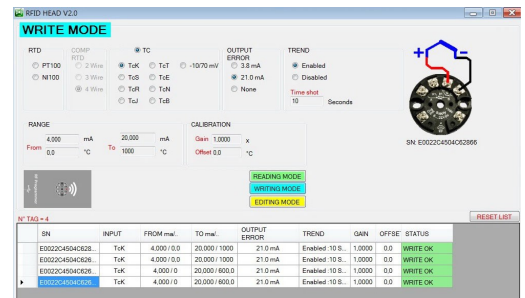 RFID HEAD V2.0
WRITE MODE
RTD
PT100
NI100
COMP RTD
2 Wire
3 Wire
4 Wire
TC
TcK TcT -10/70 mV
TcS TcE
TcR TcN
TcJ TcB
OUTPUT ERROR
3.8 mA
21.0 mA
None
TREND
Enabled
Disabled
Time shot
10 Seconds
+ -
SN: E0022C4504C62866
RANGE
4,000 mA 20,000 mA
From 0,0 °C To 1000 °C
CALIBRATION
Gain 1,0000 x
Offset 0,0 °C
READING MODE
WRITING MODE
EDITING MODE
N° TAG = 4
RESET LIST
SN INPUT FROM ma/.. TO ma/.. OUTPUT ERROR TREND GAIN OFFSE STATUS
E0022C4504C628... TcK 4,000 / 0,0 20,000 / 1000 21.0 mA Enabled :10 S... 1,0000 0,0 WRITE OK
E0022C4504C626... TcK 4,000 / 0,0 20,000 / 1000 21.0 mA Enabled :10 S... 1,0000 0,0 WRITE OK
E0022C4504C626... TcK 4,000 / 0 20,000 / 600,0 21.0 mA Enabled :10 S... 1,0000 0,0 WRITE OK
E0022C4504C626... TcK 4,000 / 0 20,000 / 600,0 21.0 mA Enabled :10 S... 1,0000 0,0 WRITE OK